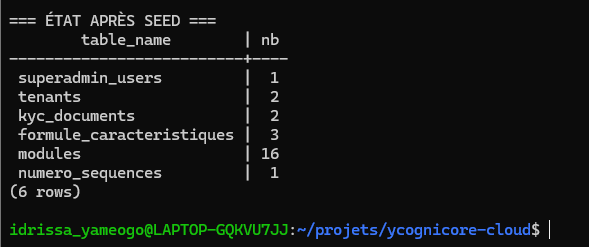 === ÉTAT APRÈS SEED ===
        table_name        | nb
--------------------------+----
 superadmin_users         |  1
 tenants                  |  2
 kyc_documents            |  2
 formule_caracteristiques |  3
 modules                  | 16
 numero_sequences         |  1
(6 rows)
idrissa_yameogo@LAPTOP-GQKVU7JJ:~/projets/ycognicore-cloud$